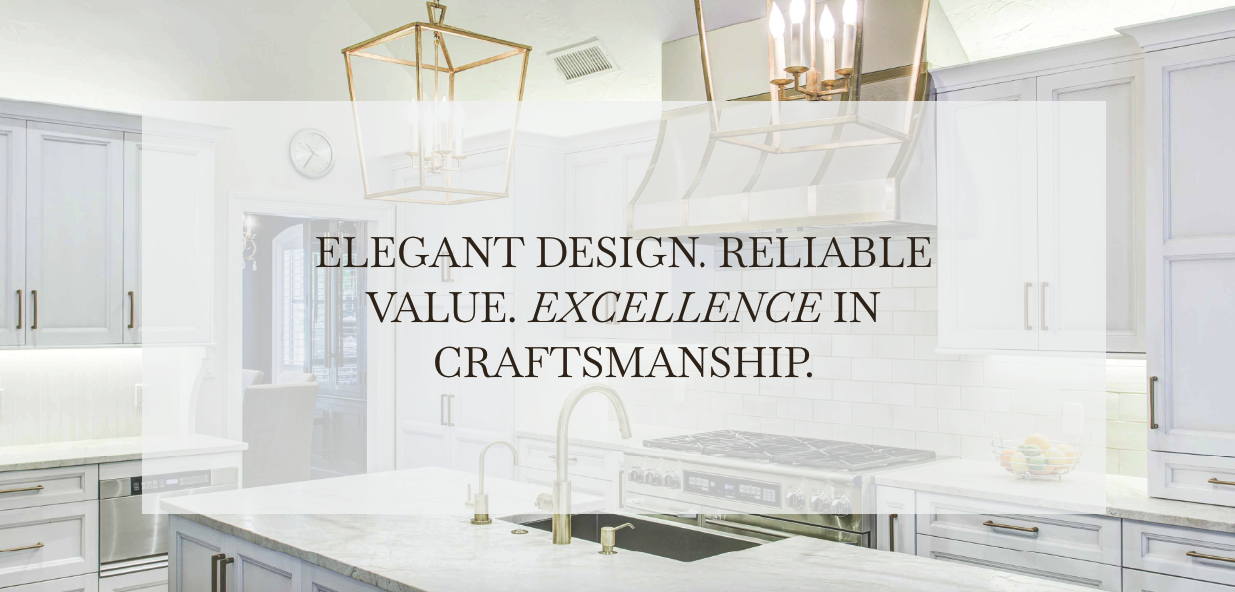 ELEGANT DESIGN. RELIABLE
VALUE. EXCELLENCE IN
CRAFTSMANSHIP.